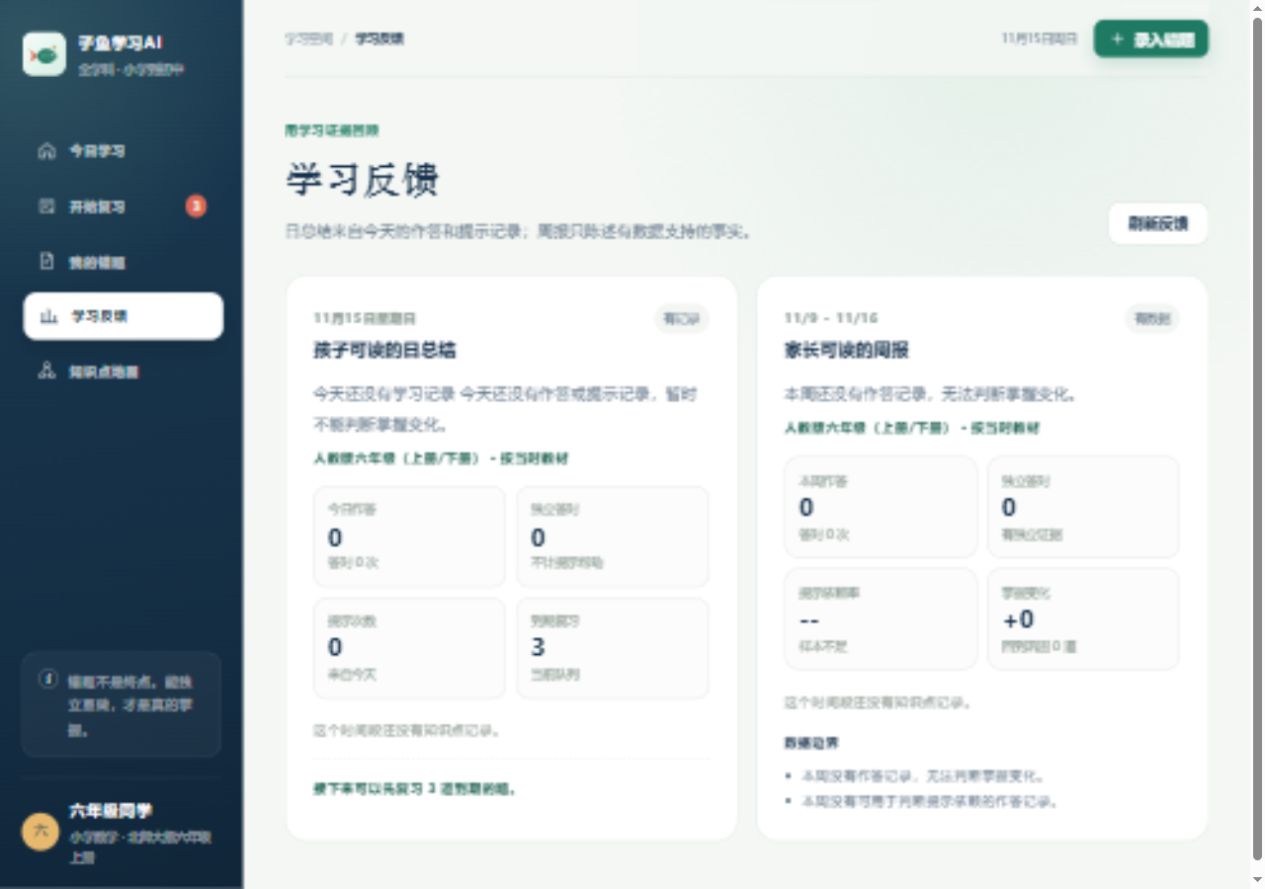 子鱼学习AI
全学科·小学到初中
今日学习
开始复习
3
我的错题
学习反馈
知识点地图
错题不是终点，能独
立重做，才是真的掌
握。
六
六年级同学
小学数学·北师大版六年级
上册
学习空间 / 学习反馈
11月15日周日
+ 录入错题
用学习证据回顾
学习反馈
日总结来自今天的作答和提示记录；周报只陈述有数据支持的事实。
刷新反馈
11月15日星期日
有记录
孩子可读的日总结
今天还没有学习记录 今天还没有作答或提示记录，暂时
不能判断掌握变化。
人教版六年级（上册/下册）·按当时教材
今日作答
0
答对 0 次
独立答对
0
不计提示帮助
提示次数
0
来自今天
到期复习
3
当前队列
这个时间段还没有知识点记录。
接下来可以先复习 3 道到期的题。
11/9 - 11/16
有数据
家长可读的周报
本周还没有作答记录，无法判断掌握变化。
人教版六年级（上册/下册）·按当时教材
本周作答
0
答对 0 次
独立答对
0
有独立证据
提示依赖率
--
样本不足
掌握变化
+0
0 道
这个时间段还没有知识点记录。
数据边界
• 本周没有作答记录，无法判断掌握变化。
• 本周没有可用于判断提示依赖的作答记录。